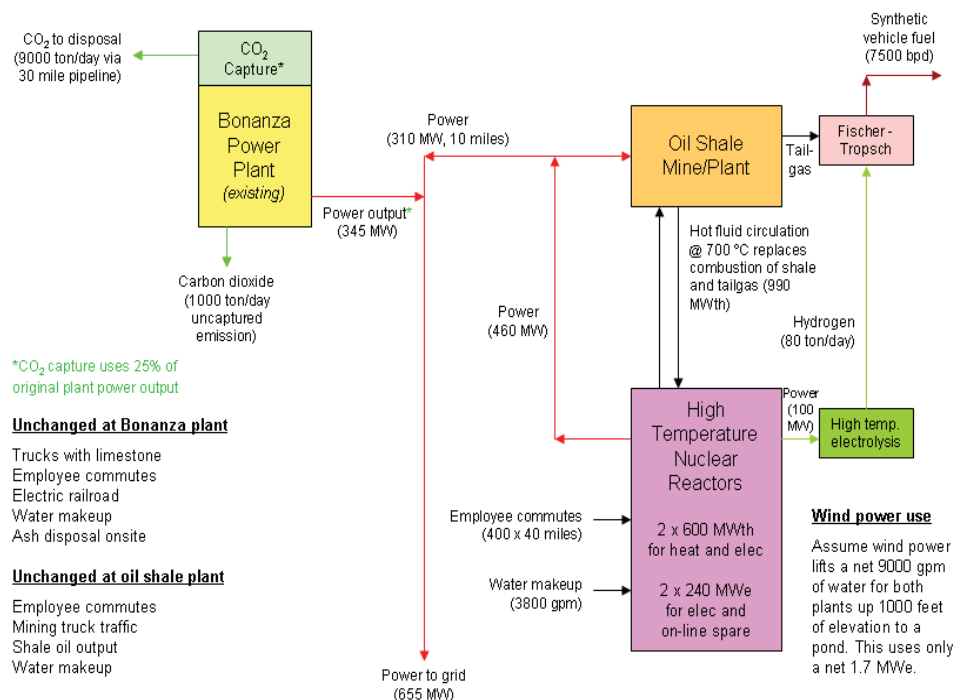 CO₂ to disposal
(9000 ton/day via
30 mile pipeline)
CO₂
Capture*
Bonanza
Power
Plant
(existing)
Power output*
(345 MW)
Carbon dioxide
(1000 ton/day
uncaptured
emission)
Power
(310 MW, 10 miles)
Oil Shale
Mine/Plant
Tail-
gas
Fischer -
Tropsch
Synthetic
vehicle fuel
(7500 bpd)
Hot fluid circulation
@ 700 °C replaces
combustion of shale
and tailgas (990
MWth)
Power
(460 MW)
Hydrogen
(80 ton/day)
*CO₂ capture uses 25% of
original plant power output
Unchanged at Bonanza plant
Trucks with limestone
Employee commutes
Electric railroad
Water makeup
Ash disposal onsite
Unchanged at oil shale plant
Employee commutes
Mining truck traffic
Shale oil output
Water makeup
High
Temperature
Nuclear
Reactors
2 x 600 MWth
for heat and elec
2 x 240 MWe
for elec and
on-line spare
Power
(100
MW)
High temp.
electrolysis
Employee commutes
(400 x 40 miles)
Water makeup
(3800 gpm)
Power to grid
(655 MW)
Wind power use
Assume wind power
lifts a net 9000 gpm
of water for both
plants up 1000 feet
of elevation to a
pond. This uses only
a net 1.7 MWe.